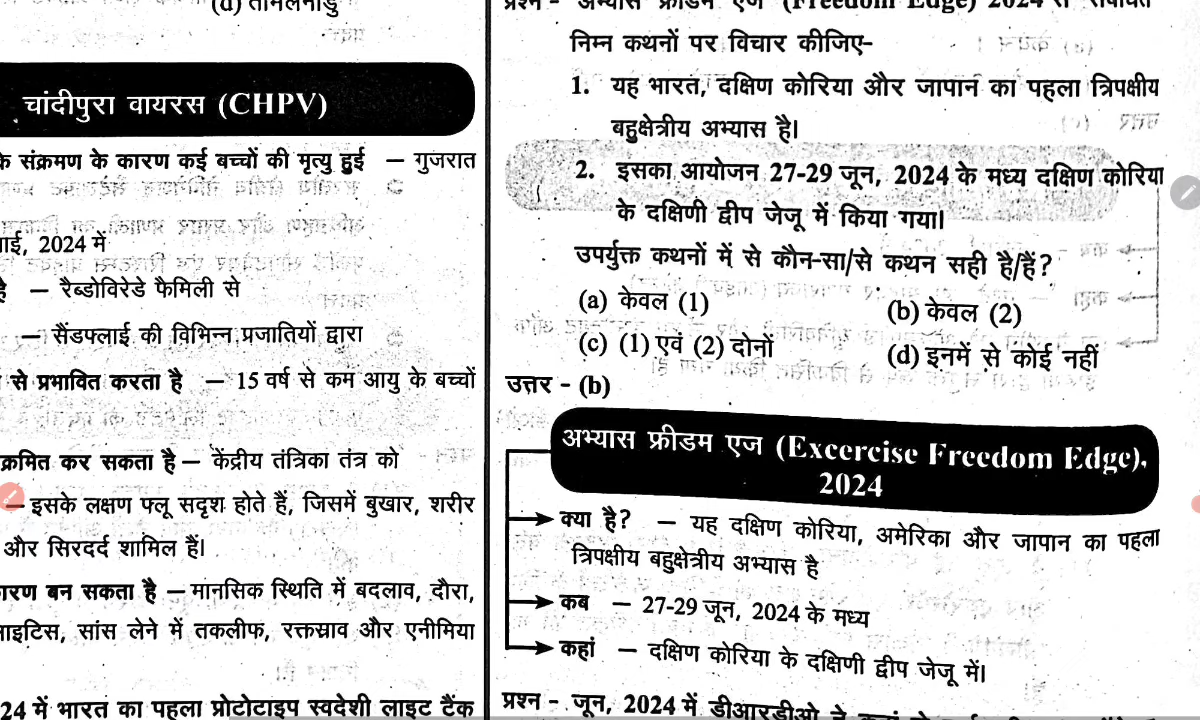 (d) तमिलनाडु
चांदीपुरा वायरस (CHPV)
के संक्रमण के कारण कई बच्चों की मृत्यु हुई — गुजरात
2024 में
— रैब्डोविरेडे फैमिली से
— सैंडफ्लाई की विभिन्न प्रजातियों द्वारा
से प्रभावित करता है — 15 वर्ष से कम आयु के बच्चों
क्रमित कर सकता है — केंद्रीय तंत्रिका तंत्र को
— इसके लक्षण फ्लू सदृश होते हैं, जिसमें बुखार, शरीर
और सिरदर्द शामिल हैं।
बन सकता है — मानसिक स्थिति में बदलाव, दौरा,
सांस लेने में तकलीफ, रक्तस्राव और एनीमिया
24 में भारत का पहला प्रोटोटाइप स्वदेशी लाइट टैंक
प्रश्न - अभ्यास फ्रीडम एज (Freedom Edge) 2024 से संबंधित
निम्न कथनों पर विचार कीजिए-
1. यह भारत, दक्षिण कोरिया और जापान का पहला त्रिपक्षीय
बहुक्षेत्रीय अभ्यास है।
2. इसका आयोजन 27-29 जून, 2024 के मध्य दक्षिण कोरिया
के दक्षिणी द्वीप जेजू में किया गया।
उपर्युक्त कथनों में से कौन-सा/से कथन सही है/हैं?
(a) केवल (1) (b) केवल (2)
(c) (1) एवं (2) दोनों (d) इनमें से कोई नहीं
उत्तर - (b)
अभ्यास फ्रीडम एज (Excercise Freedom Edge),
2024
क्या है? — यह दक्षिण कोरिया, अमेरिका और जापान का पहला
त्रिपक्षीय बहुक्षेत्रीय अभ्यास है
कब — 27-29 जून, 2024 के मध्य
कहां — दक्षिण कोरिया के दक्षिणी द्वीप जेजू में।
प्रश्न - जून, 2024 में डीआरडीओ ने कहां से